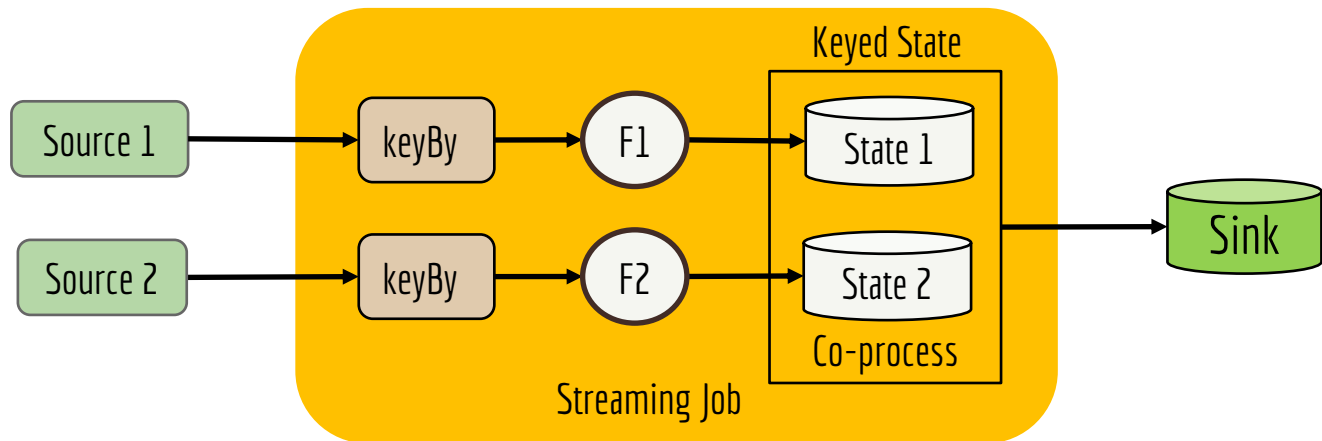 Keyed State
Source 1
keyBy
F1
State 1
Sink
Source 2
keyBy
F2
State 2
Co-process
Streaming Job